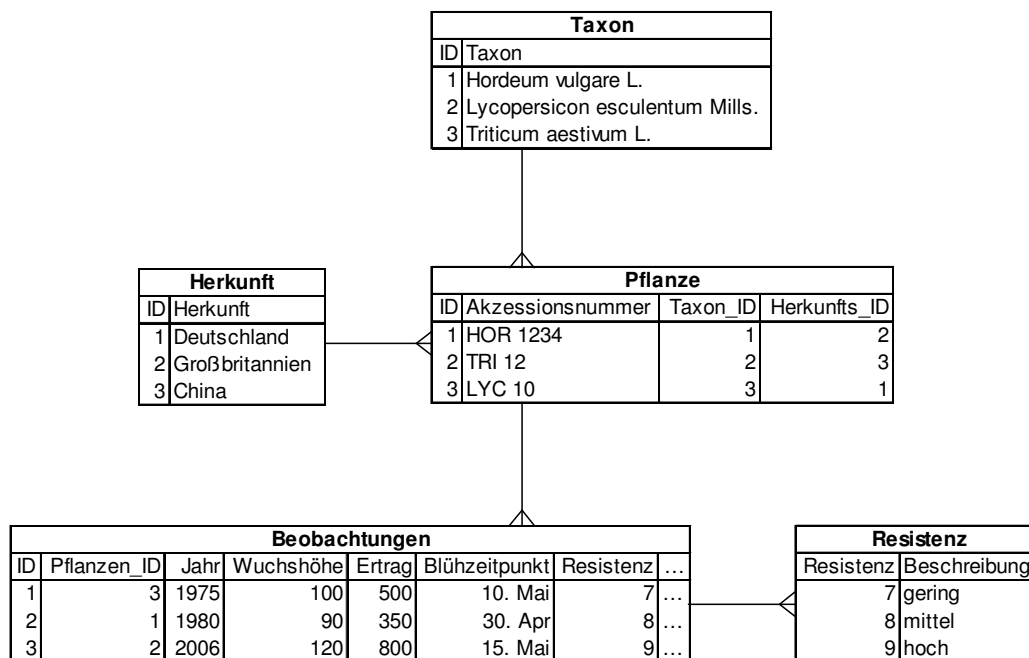 Taxon
ID Taxon
1 Hordeum vulgare L.
2 Lycopersicon esculentum Mills.
3 Triticum aestivum L.
Herkunft
ID Herkunft
1 Deutschland
2 Großbritannien
3 China
Pflanze
ID Akzessionsnummer Taxon_ID Herkunfts_ID
1 HOR 1234 1 2
2 TRI 12 2 3
3 LYC 10 3 1
Beobachtungen
ID Pflanzen_ID Jahr Wuchshöhe Ertrag Blühzeitpunkt Resistenz ...
1 3 1975 100 500 10. Mai 7 ...
2 1 1980 90 350 30. Apr 8 ...
3 2 2006 120 800 15. Mai 9 ...
Resistenz
Resistenz Beschreibung
7 gering
8 mittel
9 hoch